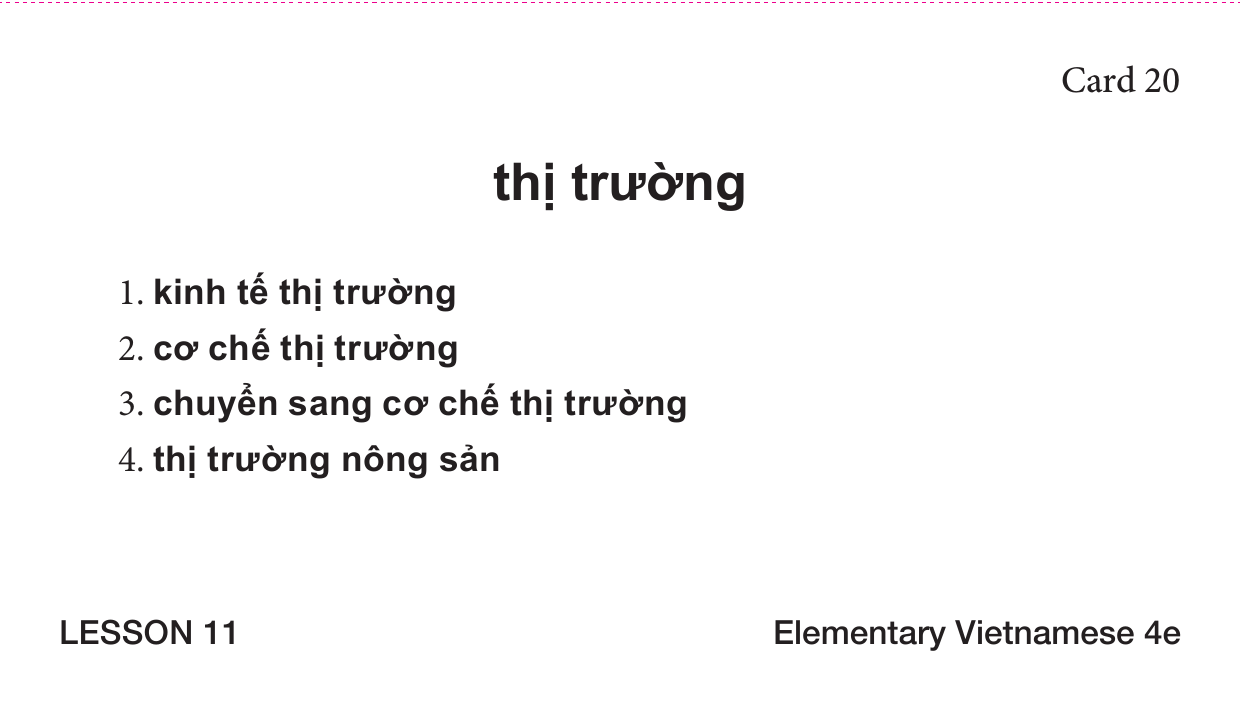 Card 20
thị trường
1. kinh tế thị trường
2. cơ chế thị trường
3. chuyển sang cơ chế thị trường
4. thị trường nông sản
LESSON 11
Elementary Vietnamese 4e